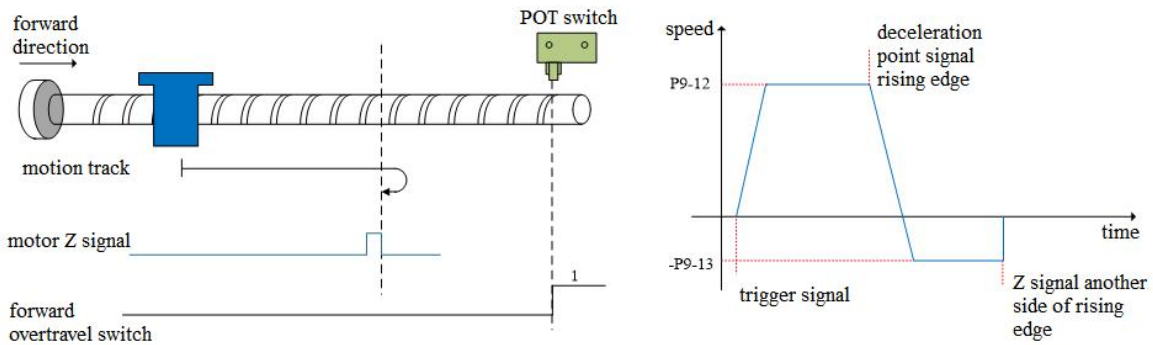 forward
direction
POT switch
motion track
motor Z signal
1
forward
overtravel switch
speed
deceleration
point signal
rising edge
P9-12
time
-P9-13
trigger signal
Z signal another
side of rising
edge